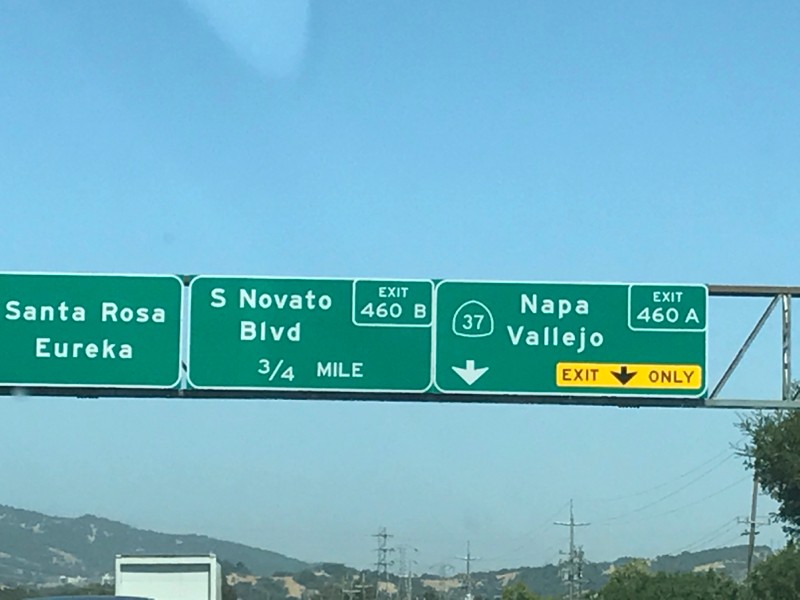 Santa Rosa
Eureka
EXIT
460 B
S Novato
Blvd
3/4 MILE
EXIT
460 A
37
Napa
Vallejo
EXIT ONLY